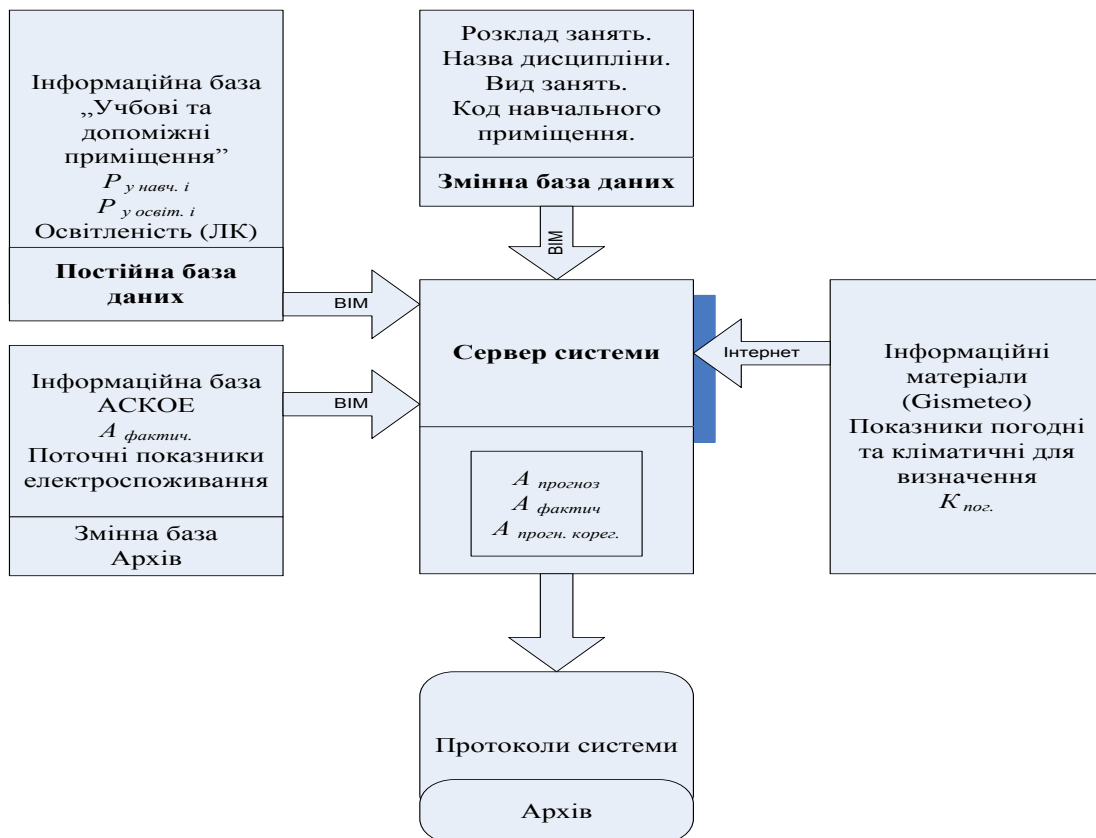 Інформаційна база
„Учбові та
допоміжні
приміщення”
P у навч. і
P у освіт. і
Освітленість (ЛК)
Постійна база
даних
ВІМ
Розклад занять.
Назва дисципліни.
Вид занять.
Код навчального
приміщення.
Змінна база даних
ВІМ
Інформаційна база
АСКОЕ
A фактич.
Поточні показники
електроспоживання
Змінна база
Архів
ВІМ
Сервер системи
A прогноз
A фактич
A прогн. корег.
Інтернет
Інформаційні
матеріали
(Gismeteo)
Показники погодні
та кліматичні для
визначення
K пог.
Протоколи системи
Архів